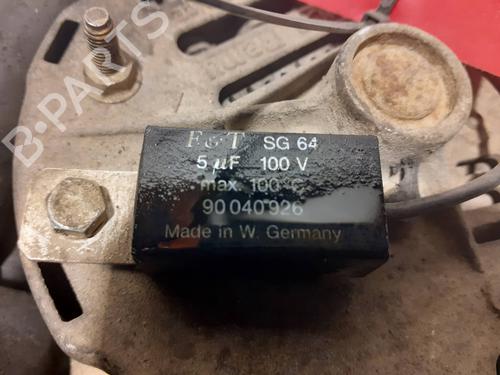 F&T SG 64
5 µF 100 V
max. 100 °C
90 040 926
Made in W. Germany
B-PARTS